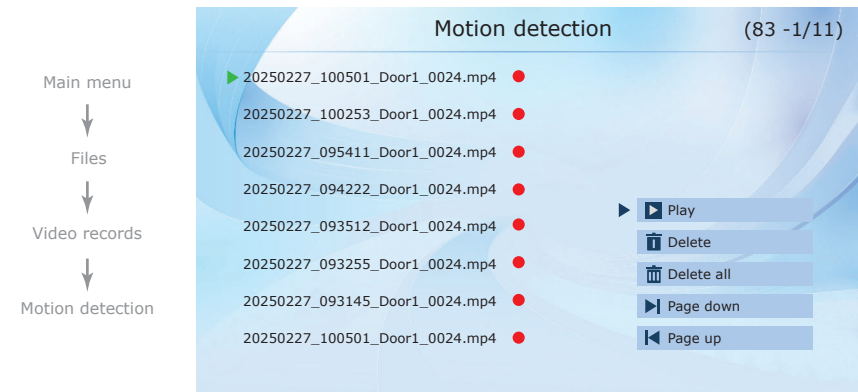 Main menu
Files
Video records
Motion detection
Motion detection (83 -1/11)
20250227_100501_Door1_0024.mp4
20250227_100253_Door1_0024.mp4
20250227_095411_Door1_0024.mp4
20250227_094222_Door1_0024.mp4
20250227_093512_Door1_0024.mp4
20250227_093255_Door1_0024.mp4
20250227_093145_Door1_0024.mp4
20250227_100501_Door1_0024.mp4
Play
Delete
Delete all
Page down
Page up